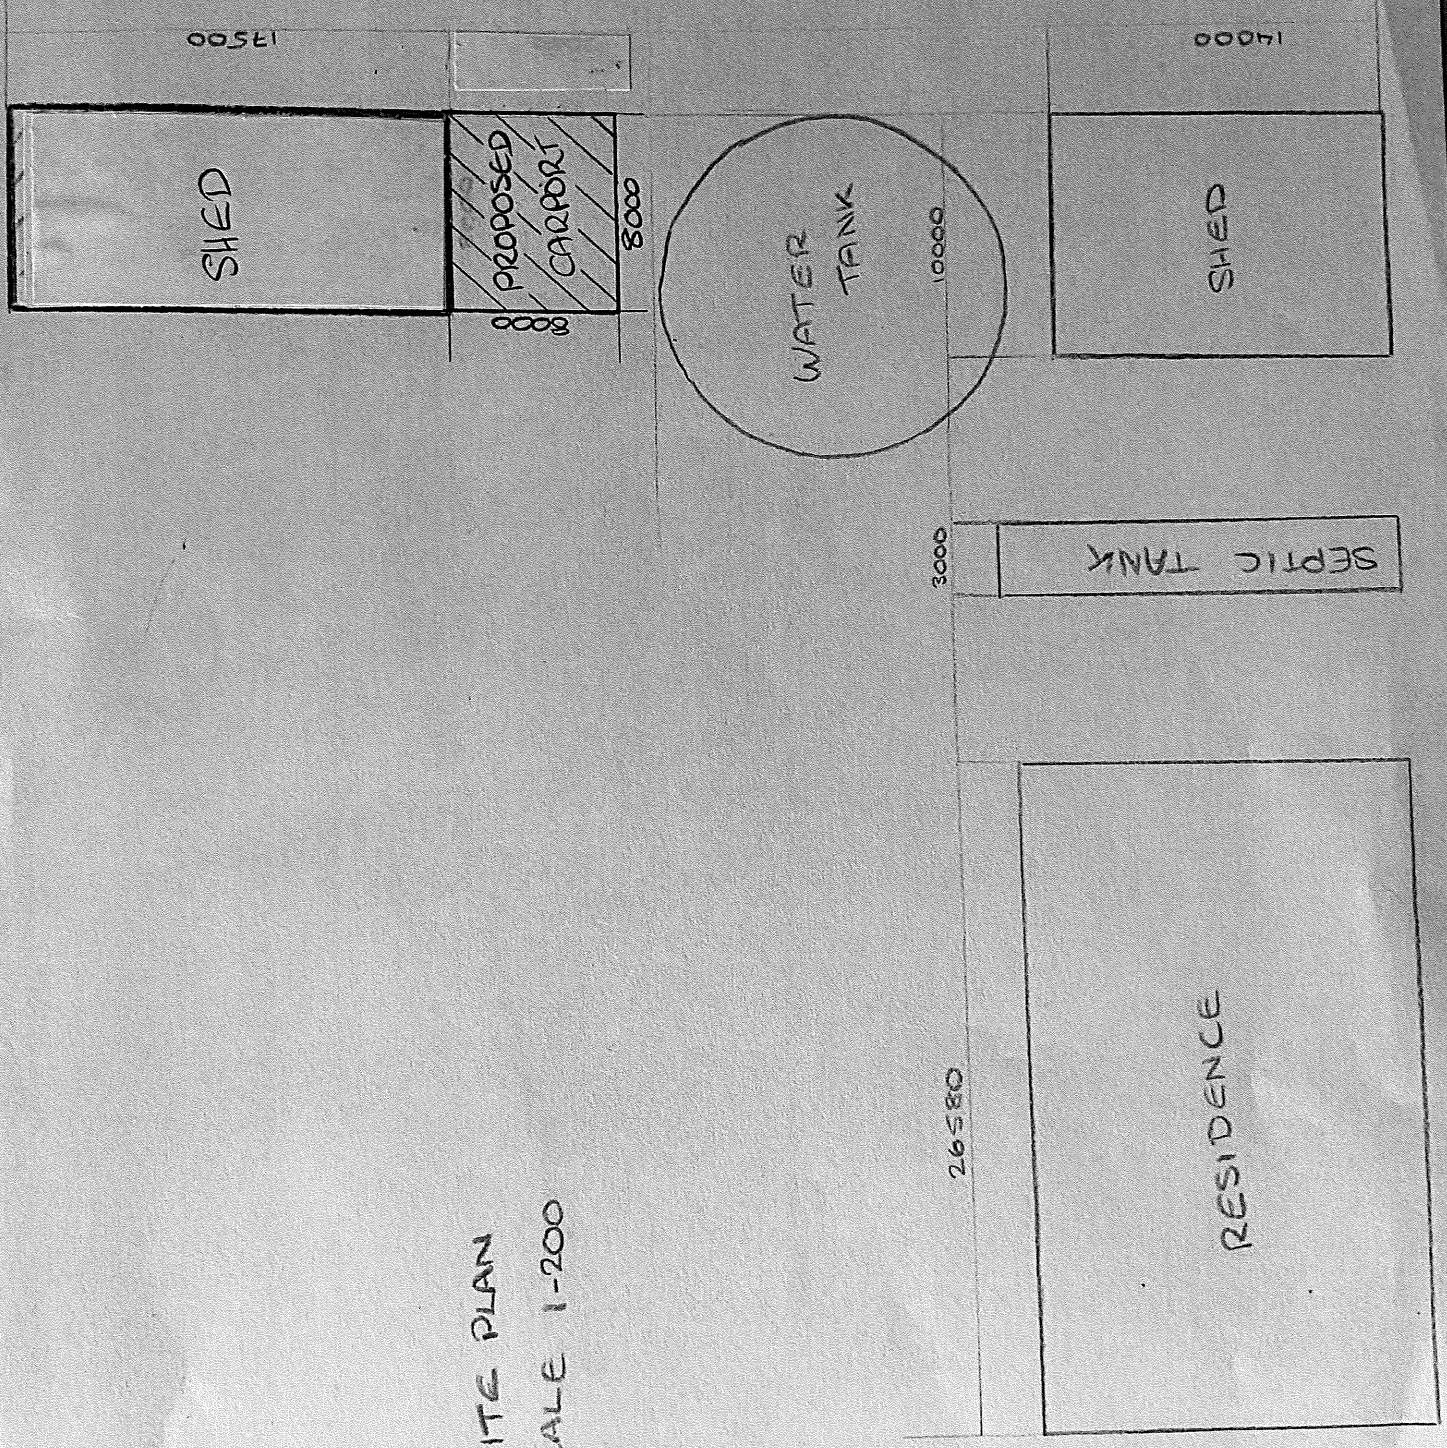 17500
14000
SHED
PROPOSED
CARPORT
8000
8000
WATER
TANK
10000
SHED
3000
SEPTIC TANK
26580
RESIDENCE
ITE PLAN
ALE 1-200